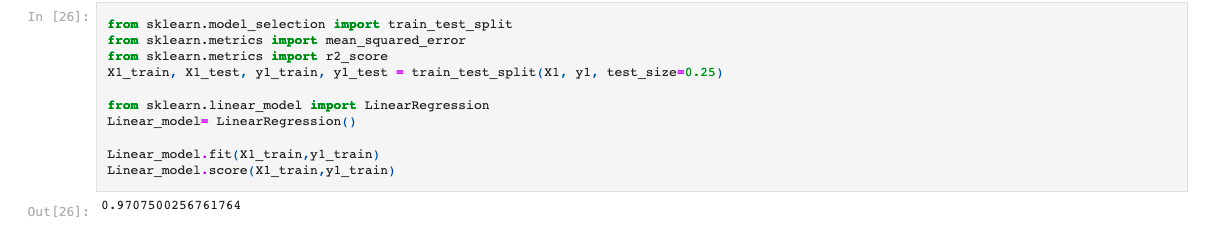 In [26]:
from sklearn.model_selection import train_test_split
from sklearn.metrics import mean_squared_error
from sklearn.metrics import r2_score
X1_train, X1_test, y1_train, y1_test = train_test_split(X1, y1, test_size=0.25)
from sklearn.linear_model import LinearRegression
Linear_model= LinearRegression()
Linear_model.fit(X1_train,y1_train)
Linear_model.score(X1_train,y1_train)
Out[26]:
0.9707500256761764